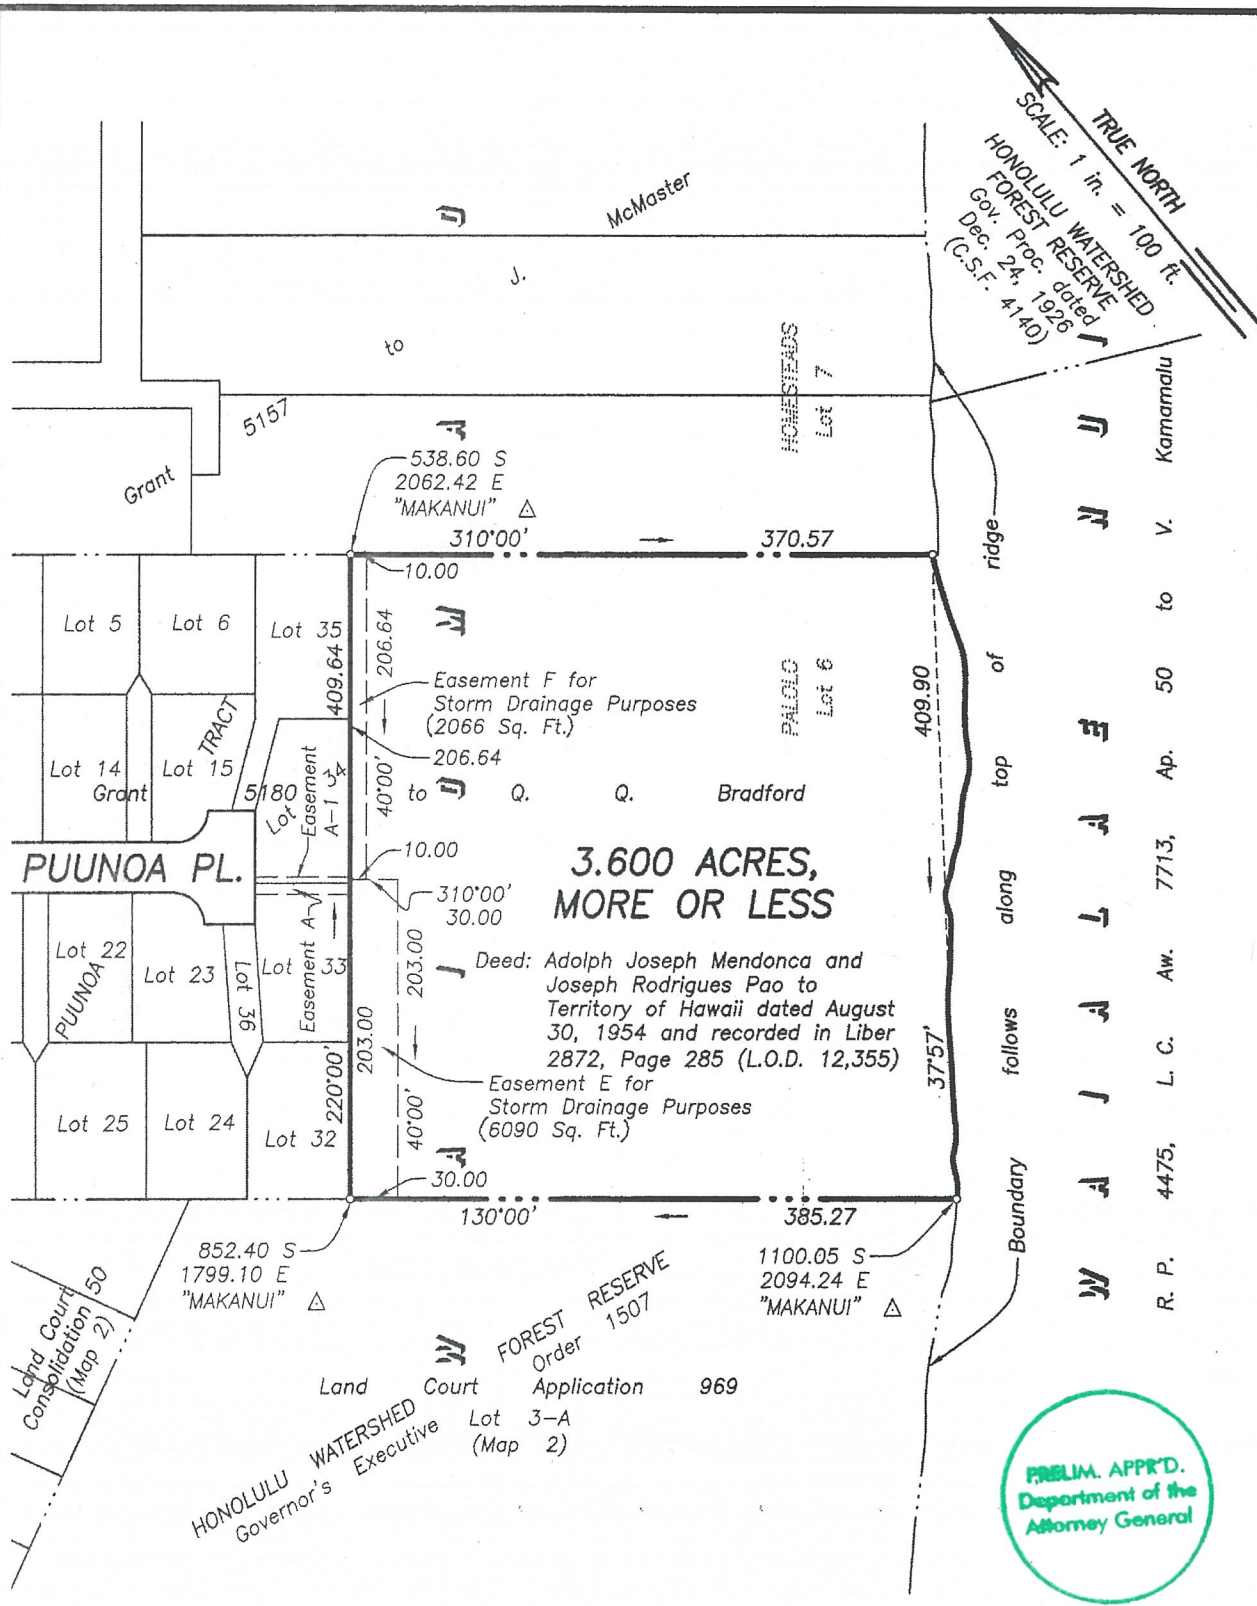 TRUE NORTH
SCALE: 1 in. = 100 ft.
HONOLULU WATERSHED
FOREST RESERVE
Gov. Proc. dated
Dec. 24, 1926
(C.S.F. 4140)
McMaster
J.
to
5157
Grant
HOMESTEADS
Lot 7
538.60 S
2062.42 E
"MAKANUI" △
310°00' → 370.57
10.00
Lot 5
Lot 6
Lot 35
409.64
206.64
Easement F for
Storm Drainage Purposes
(2066 Sq. Ft.)
206.64
40°00'
PALOLO
Lot 6
409.90
TRACT
Lot 14
Lot 15
Grant 5180 to Q. Q. Bradford
Lot 34
Easement
A-1
PUUNOA PL.
10.00
310°00'
30.00
3.600 ACRES,
MORE OR LESS
Lot 22
PUUNOA
Lot 23
Lot 36
Lot 33
Easement A
203.00
203.00
Deed: Adolph Joseph Mendonca and
Joseph Rodrigues Pao to
Territory of Hawaii dated August
30, 1954 and recorded in Liber
2872, Page 285 (L.O.D. 12,355)
37°57'
Easement E for
Storm Drainage Purposes
(6090 Sq. Ft.)
220°00'
40°00'
Lot 25
Lot 24
Lot 32
30.00
130°00' ← 385.27
852.40 S
1799.10 E
"MAKANUI" △
1100.05 S
2094.24 E
"MAKANUI" △
Boundary follows along top of ridge
WAIALAE NUI
R. P. 4475, L. C. Aw. 7713, Ap. 50 to V. Kamamalu
Land Court
Consolidation 50
(Map 2)
HONOLULU WATERSHED FOREST RESERVE
Governor's Executive Order 1507
Land Court Application 969
Lot 3-A
(Map 2)
PRELIM. APPR'D.
Department of the
Attorney General